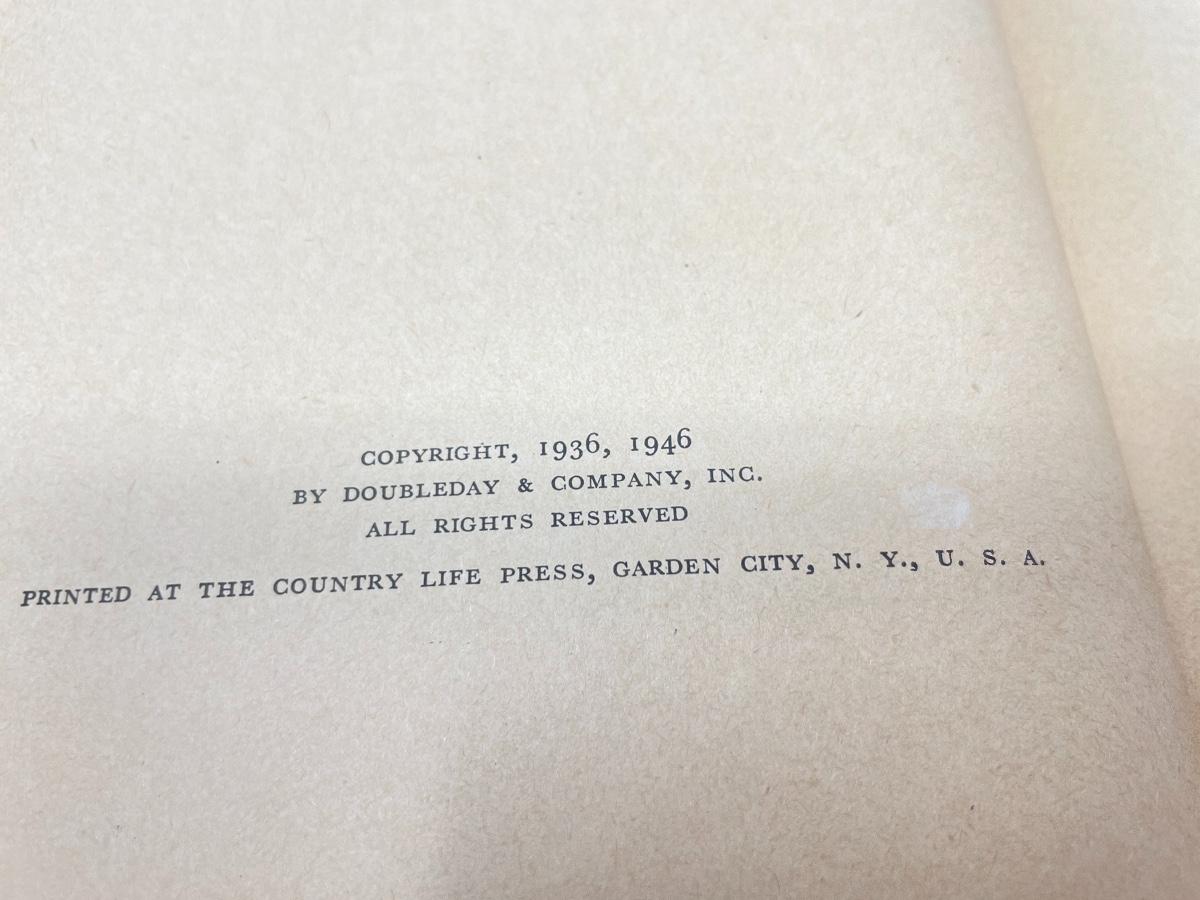 COPYRIGHT, 1936, 1946
BY DOUBLEDAY & COMPANY, INC.
ALL RIGHTS RESERVED
PRINTED AT THE COUNTRY LIFE PRESS, GARDEN CITY, N. Y., U. S. A.